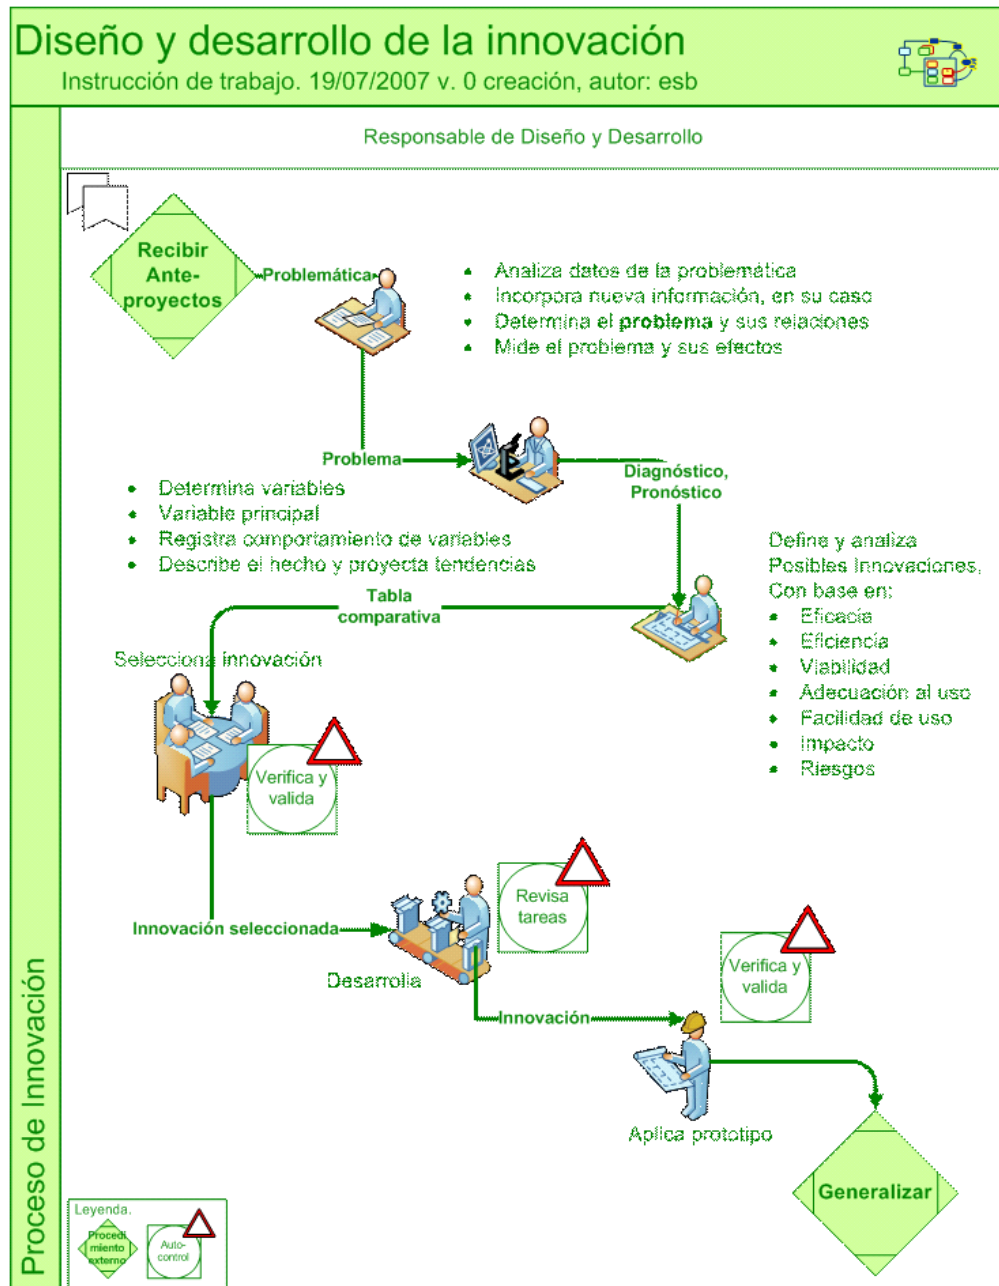 Diseño y desarrollo de la innovación
Instrucción de trabajo. 19/07/2007 v. 0 creación, autor: esb
Responsable de Diseño y Desarrollo
Recibir
Ante-
proyectos
Problemática
• Analiza datos de la problemática
• Incorpora nueva información, en su caso
• Determina el problema y sus relaciones
• Mide el problema y sus efectos
Problema
Diagnóstico,
Pronóstico
• Determina variables
• Variable principal
• Registra comportamiento de variables
• Describe el hecho y proyecta tendencias
Define y analiza
Posibles Innovaciones,
Con base en:
• Eficacia
• Eficiencia
• Viabilidad
• Adecuación al uso
• Facilidad de uso
• Impacto
• Riesgos
Tabla
comparativa
Selecciona innovación
Verifica y
valida
Innovación seleccionada
Revisa
tareas
Desarrolla
Verifica y
valida
Innovación
Aplica prototipo
Generalizar
Proceso de Innovación
Leyenda.
Procedi
miento
externo
Auto-
control